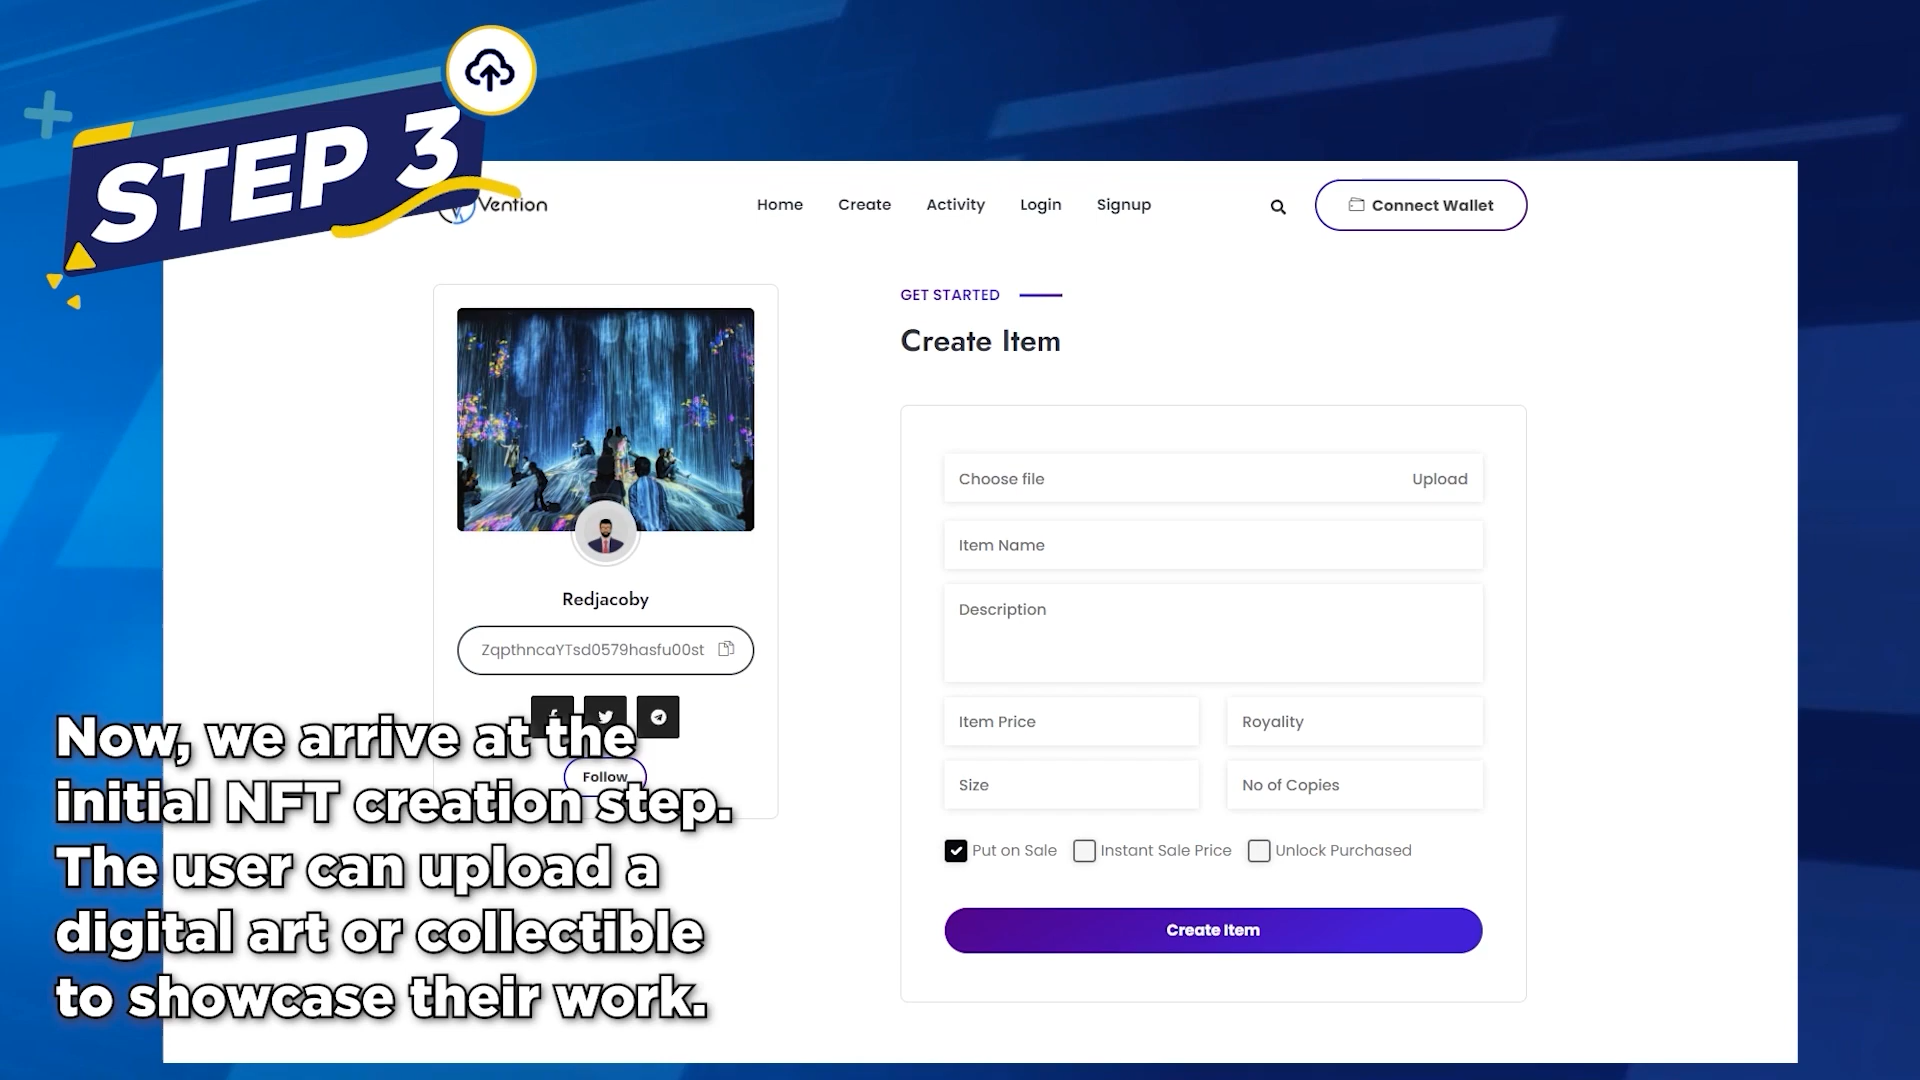 STEP 3
Vention
Home Create Activity Login Signup
Connect Wallet
GET STARTED
Create Item
Redjacoby
ZqpthncaYTsd0579hasfu00st
Follow
Choose file Upload
Item Name
Description
Item Price Royality
Size No of Copies
Put on Sale Instant Sale Price Unlock Purchased
Create Item
Now, we arrive at the
initial NFT creation step.
The user can upload a
digital art or collectible
to showcase their work.